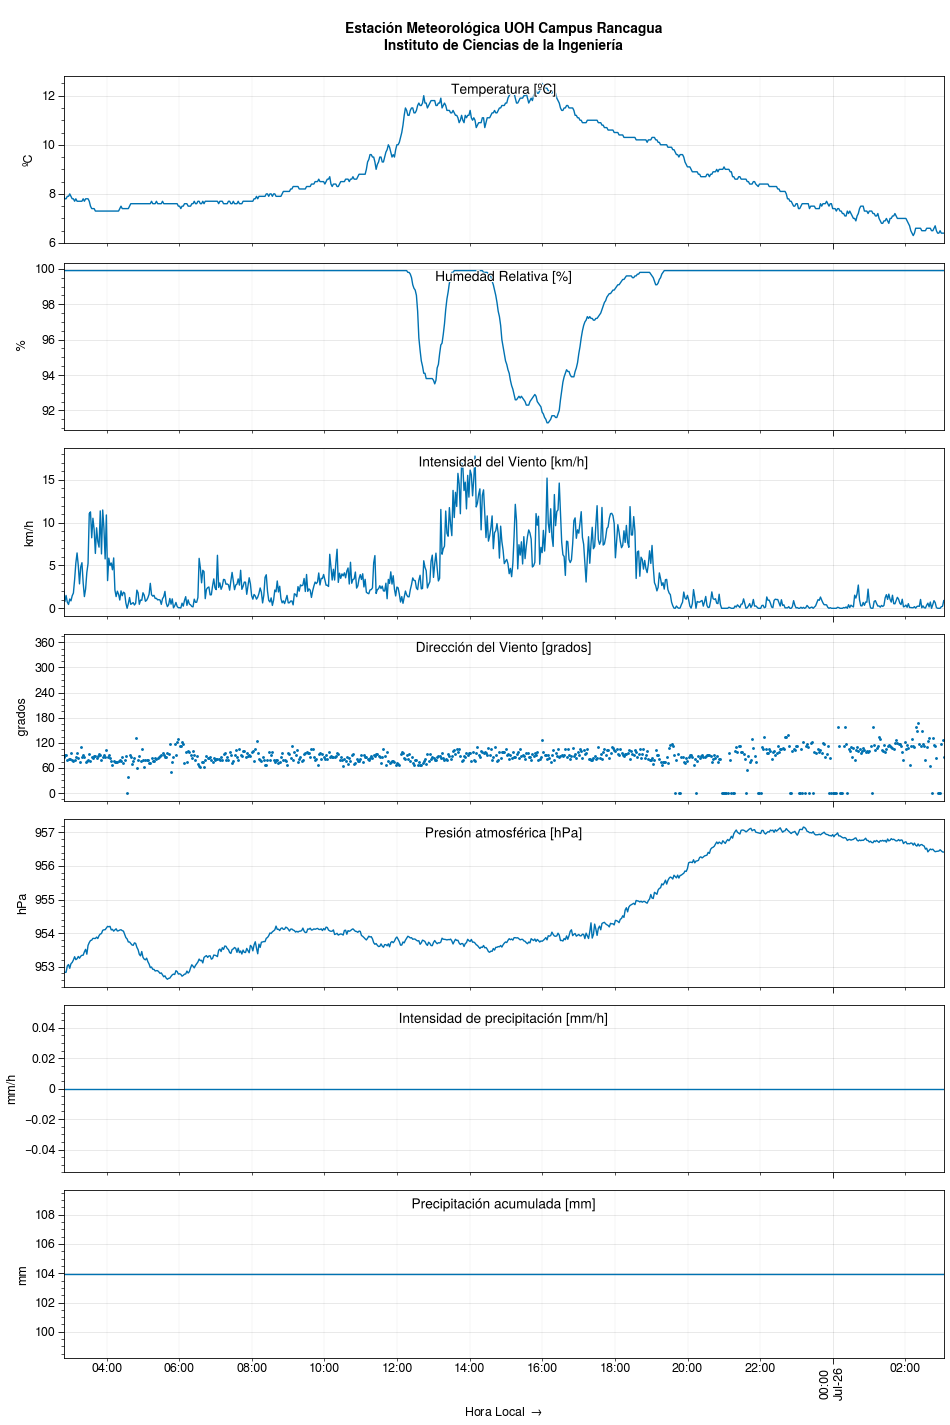 Estación Meteorológica UOH Campus Rancagua
Instituto de Ciencias de la Ingeniería
Temperatura [ºC]
12
10
8
6
ºC
Humedad Relativa [%]
100
98
96
94
92
%
Intensidad del Viento [km/h]
15
10
5
0
km/h
Dirección del Viento [grados]
360
300
240
180
120
60
0
grados
Presión atmosférica [hPa]
957
956
955
954
953
hPa
Intensidad de precipitación [mm/h]
0.04
0.02
0
−0.02
−0.04
mm/h
Precipitación acumulada [mm]
108
106
104
102
100
mm
04:00 06:00 08:00 10:00 12:00 14:00 16:00 18:00 20:00 22:00 00:00 02:00
Jul-26
Hora Local →